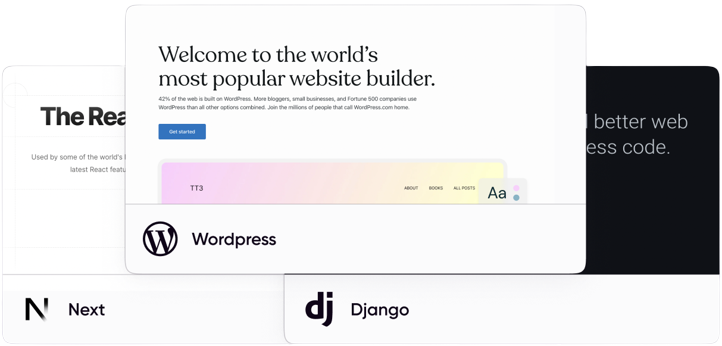 Welcome to the world's
most popular website builder.
42% of the web is built on WordPress. More bloggers, small businesses, and Fortune 500 companies use
WordPress than all other options combined. Join the millions of people that call WordPress.com home.
Get started
TT3
ABOUT
BOOKS
ALL POSTS
Aa
Wordpress
The Rea
Used by some of the world's
latest React
Next
better web
ess code.
dj
Django